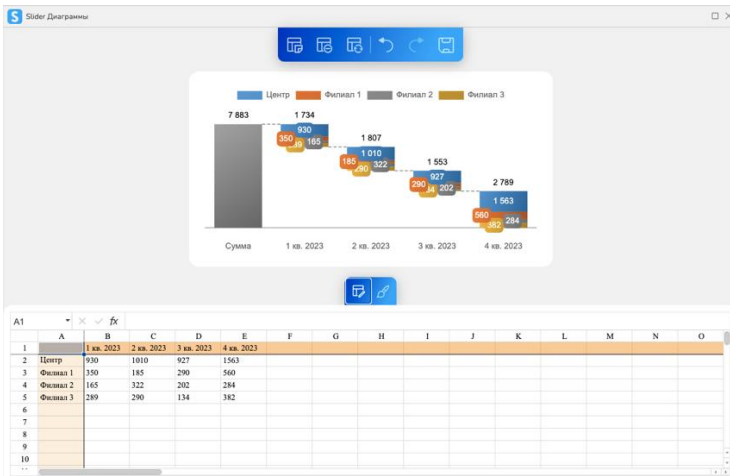 Slider Диаграммы
Центр Филиал 1 Филиал 2 Филиал 3
7 883 1 734
930
350 165
89
1 807
1 010
185 322
290
1 553
927
290 202
34
2 789
1 563
560 284
382
Сумма 1 кв. 2023 2 кв. 2023 3 кв. 2023 4 кв. 2023
A1 fx
A B C D E F G H I J K L M N O
1 1 кв. 2023 2 кв. 2023 3 кв. 2023 4 кв. 2023
2 Центр 930 1010 927 1563
3 Филиал 1 350 185 290 560
4 Филиал 2 165 322 202 284
5 Филиал 3 289 290 134 382
6
7
8
9
10